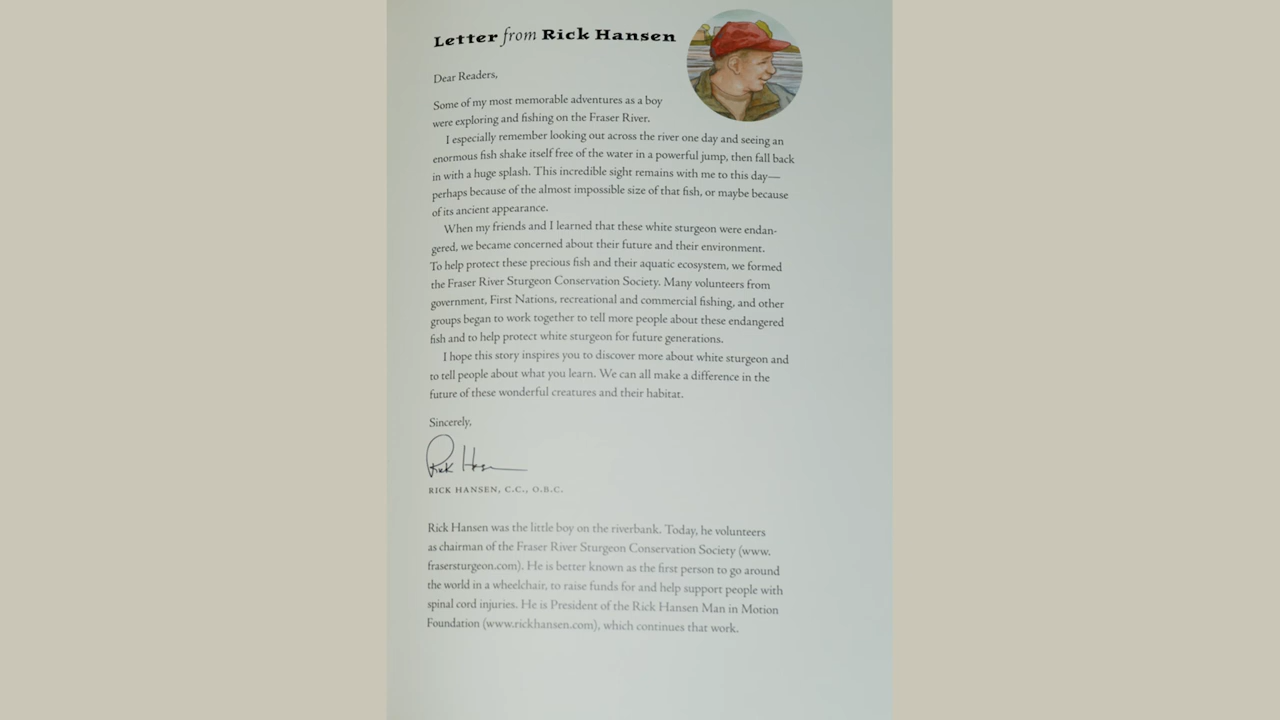 Letter from Rick Hansen
Dear Readers,
Some of my most memorable adventures as a boy
were exploring and fishing on the Fraser River.
I especially remember looking out across the river one day and seeing an
enormous fish shake itself free of the water in a powerful jump, then fall back
in with a huge splash. This incredible sight remains with me to this day—
perhaps because of the almost impossible size of that fish, or maybe because
of its ancient appearance.
When my friends and I learned that these white sturgeon were endan-
gered, we became concerned about their future and their environment.
To help protect these precious fish and their aquatic ecosystem, we formed
the Fraser River Sturgeon Conservation Society. Many volunteers from
government, First Nations, recreational and commercial fishing, and other
groups began to work together to tell more people about these endangered
fish and to help protect white sturgeon for future generations.
I hope this story inspires you to discover more about white sturgeon and
to tell people about what you learn. We can all make a difference in the
future of these wonderful creatures and their habitat.
Sincerely,
Rick Hansen
RICK HANSEN, C.C., O.B.C.
Rick Hansen was the little boy on the riverbank. Today, he volunteers
as chairman of the Fraser River Sturgeon Conservation Society (www.
frasersturgeon.com). He is better known as the first person to go around
the world in a wheelchair, to raise funds for and help support people with
spinal cord injuries. He is President of the Rick Hansen Man in Motion
Foundation (www.rickhansen.com), which continues that work.